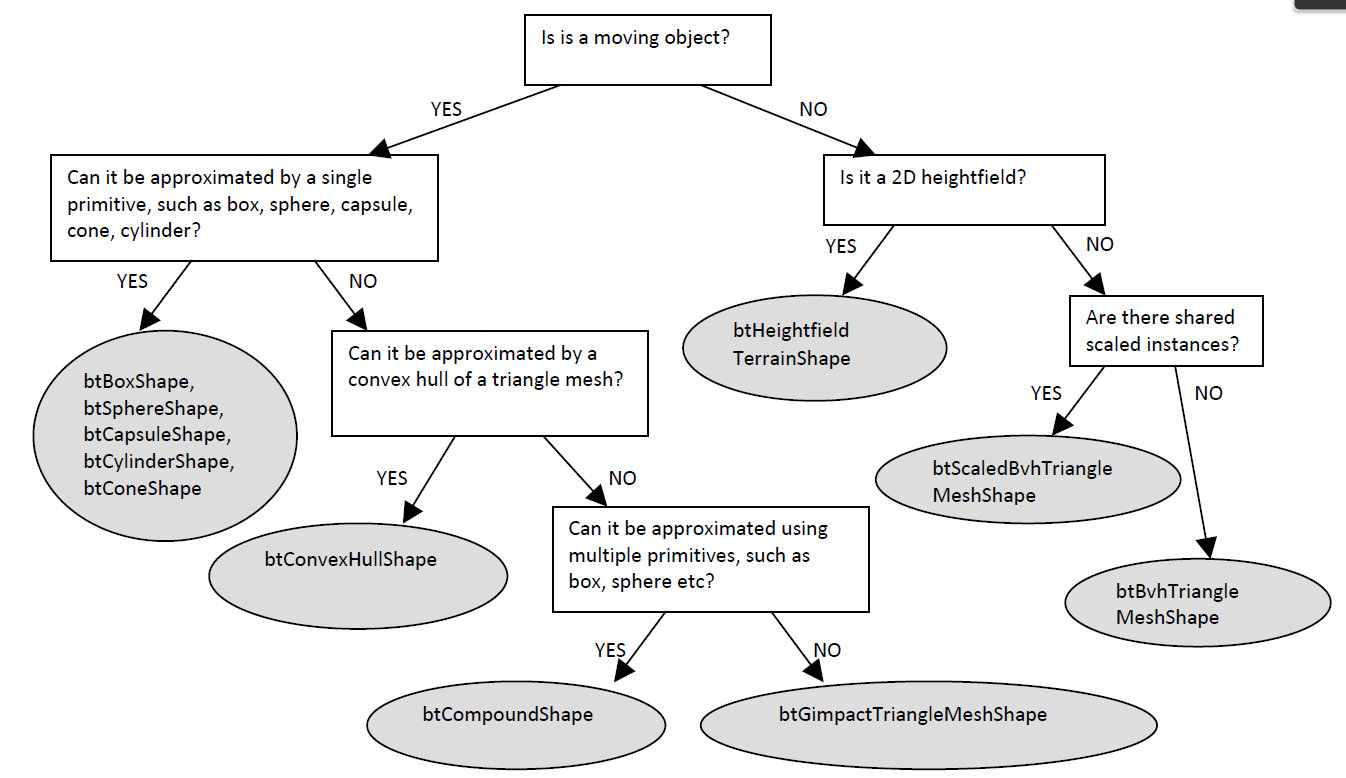 Is is a moving object?
YES
NO
Can it be approximated by a single
primitive, such as box, sphere, capsule,
cone, cylinder?
Is it a 2D heightfield?
YES
NO
YES
NO
btBoxShape,
btSphereShape,
btCapsuleShape,
btCylinderShape,
btConeShape
Can it be approximated by a
convex hull of a triangle mesh?
btHeightfield
TerrainShape
Are there shared
scaled instances?
YES
NO
YES
NO
btConvexHullShape
Can it be approximated using
multiple primitives, such as
box, sphere etc?
btScaledBvhTriangle
MeshShape
btBvhTriangle
MeshShape
YES
NO
btCompoundShape
btGimpactTriangleMeshShape